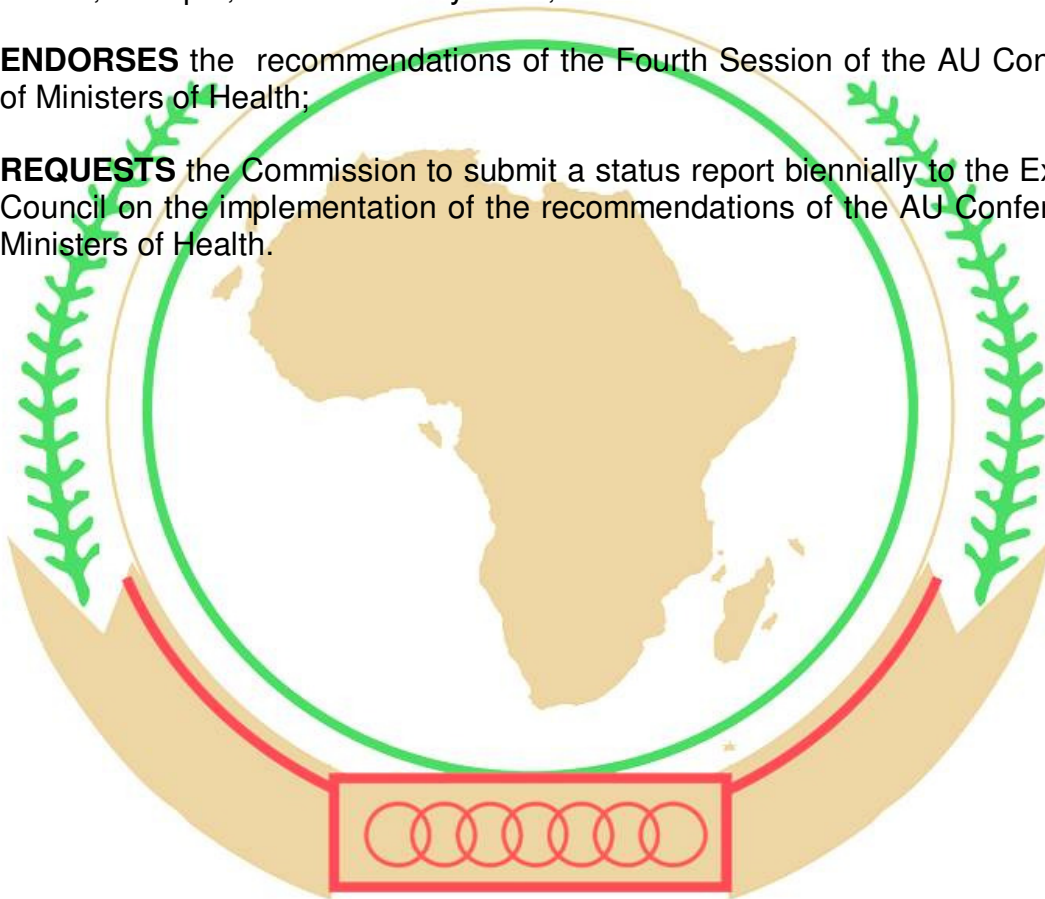 ENDORSES the recommendations of the Fourth Session of the AU
of Ministers of Health;
REQUESTS the Commission to submit a status report biennially to the
Council on the implementation of the recommendations of the AU
Ministers of Health.